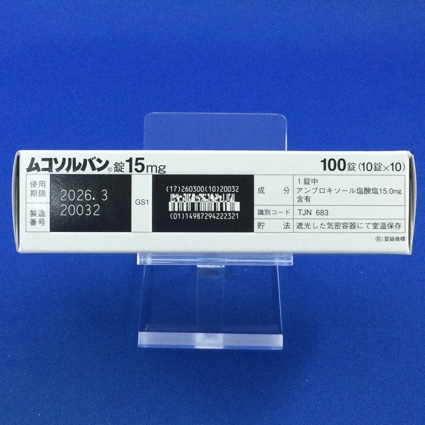 ムコソルバン®錠15mg 100錠(10錠×10)
使用期限 2026.3
製造番号 20032
GS1
(17)260300(10)20032
(01)14987294222321
成分 1錠中
アンブロキソール塩酸塩15.0mg
含有
識別コード TJN 683
貯法 遮光した気密容器にて室温保存
®:登録商標